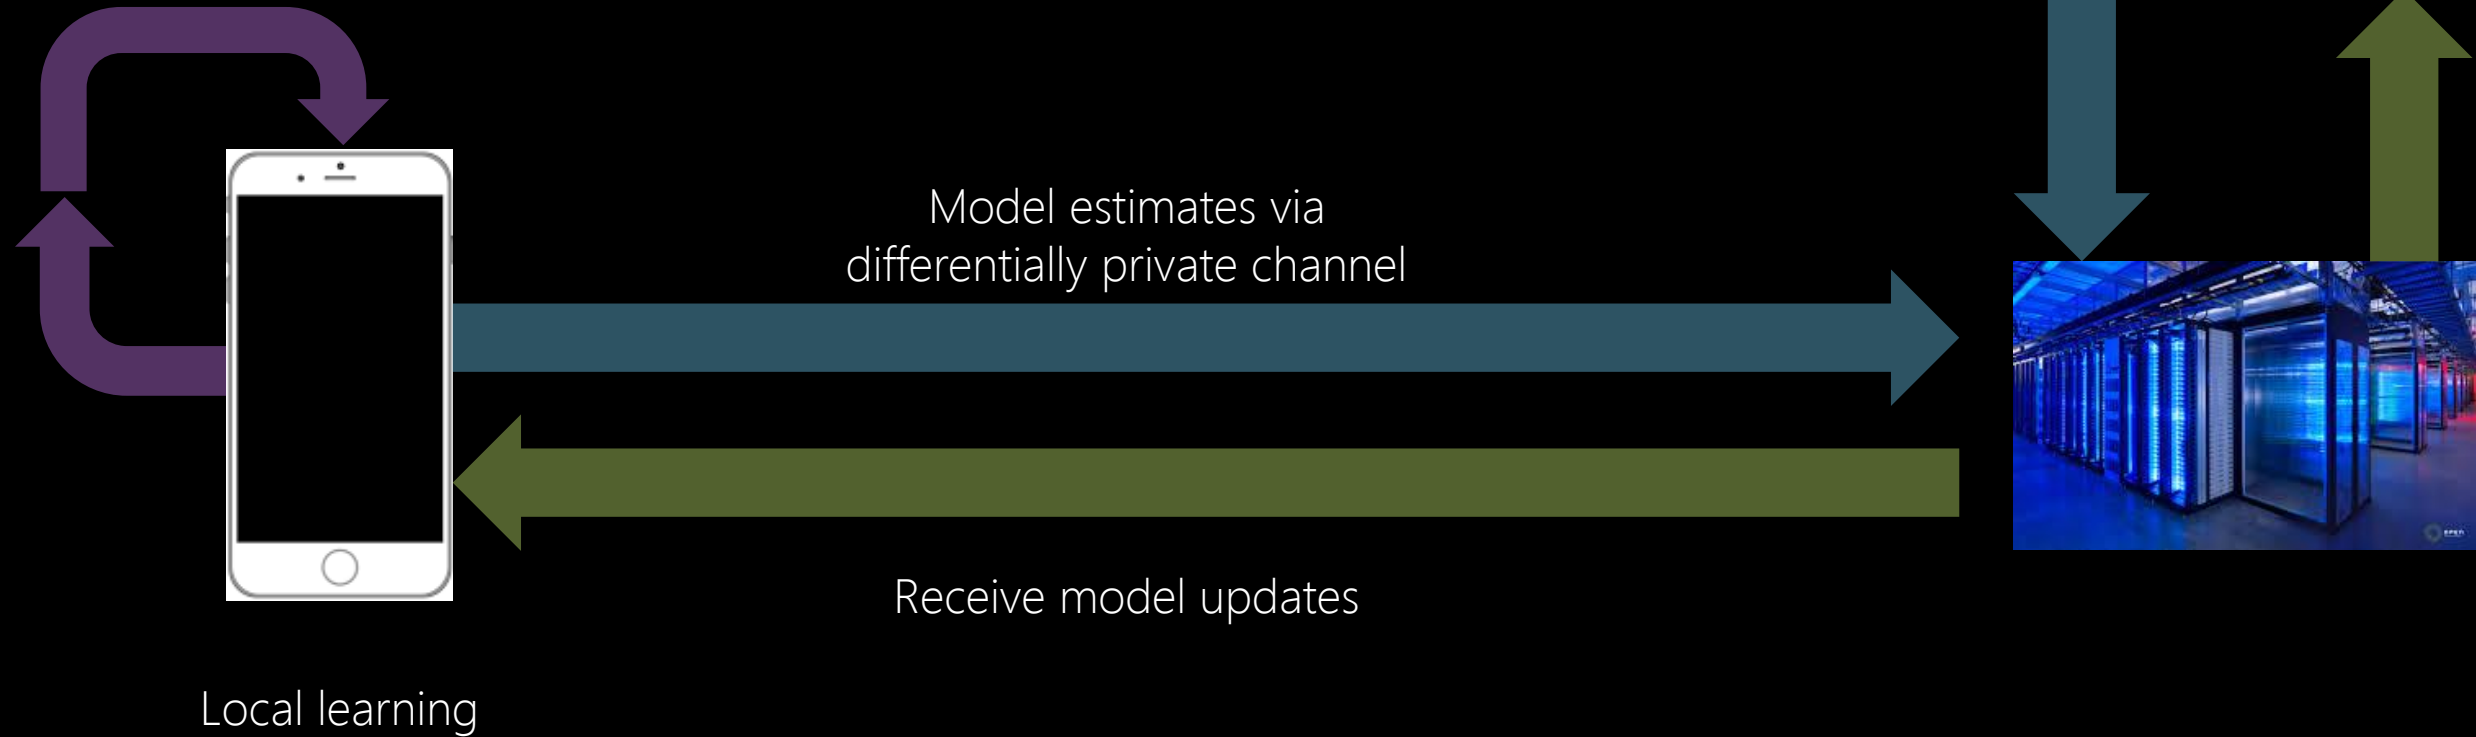 Model estimates via
differentially private channel
Receive model updates
Local learning